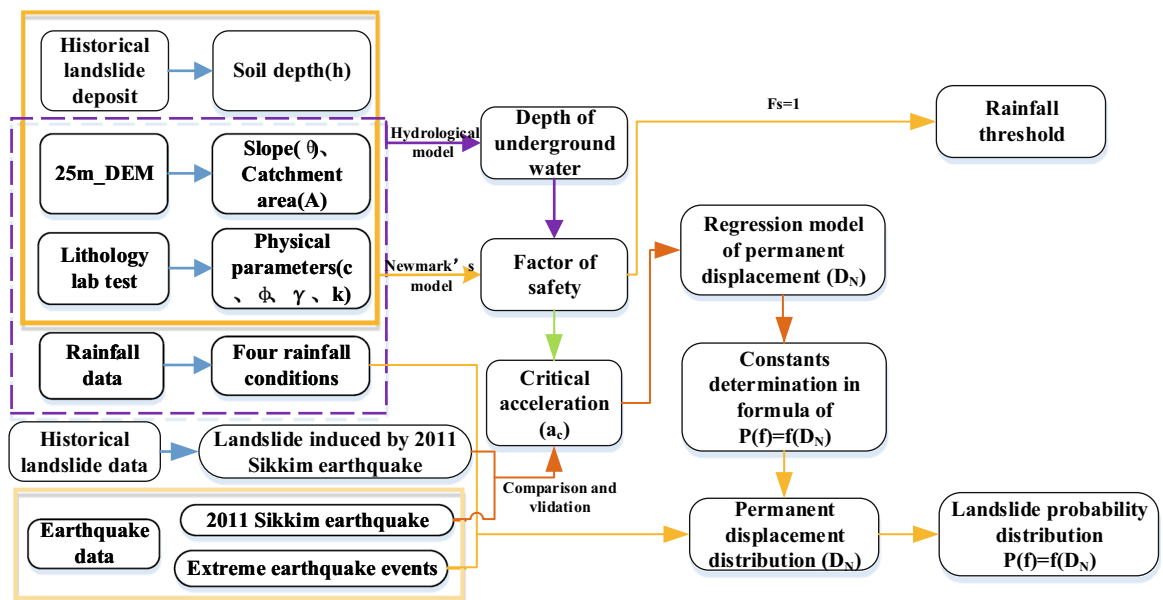 Historical
landslide
deposit
Soil depth(h)
25m_DEM
Slope( θ)、
Catchment
area(A)
Lithology
lab test
Physical
parameters(c
、 ϕ、 γ 、k)
Rainfall
data
Four rainfall
conditions
Historical
landslide data
Landslide induced by 2011
Sikkim earthquake
Earthquake
data
2011 Sikkim earthquake
Extreme earthquake events
Hydrological
model
Newmark’s
model
Depth of
underground
water
Factor of
safety
Critical
acceleration
(ac)
Comparison and
vlidation
Fs=1
Rainfall
threshold
Regression model
of permanent
displacement (DN)
Constants
determination in
formula of
P(f)=f(DN)
Permanent
displacement
distribution (DN)
Landslide probability
distribution
P(f)=f(DN)